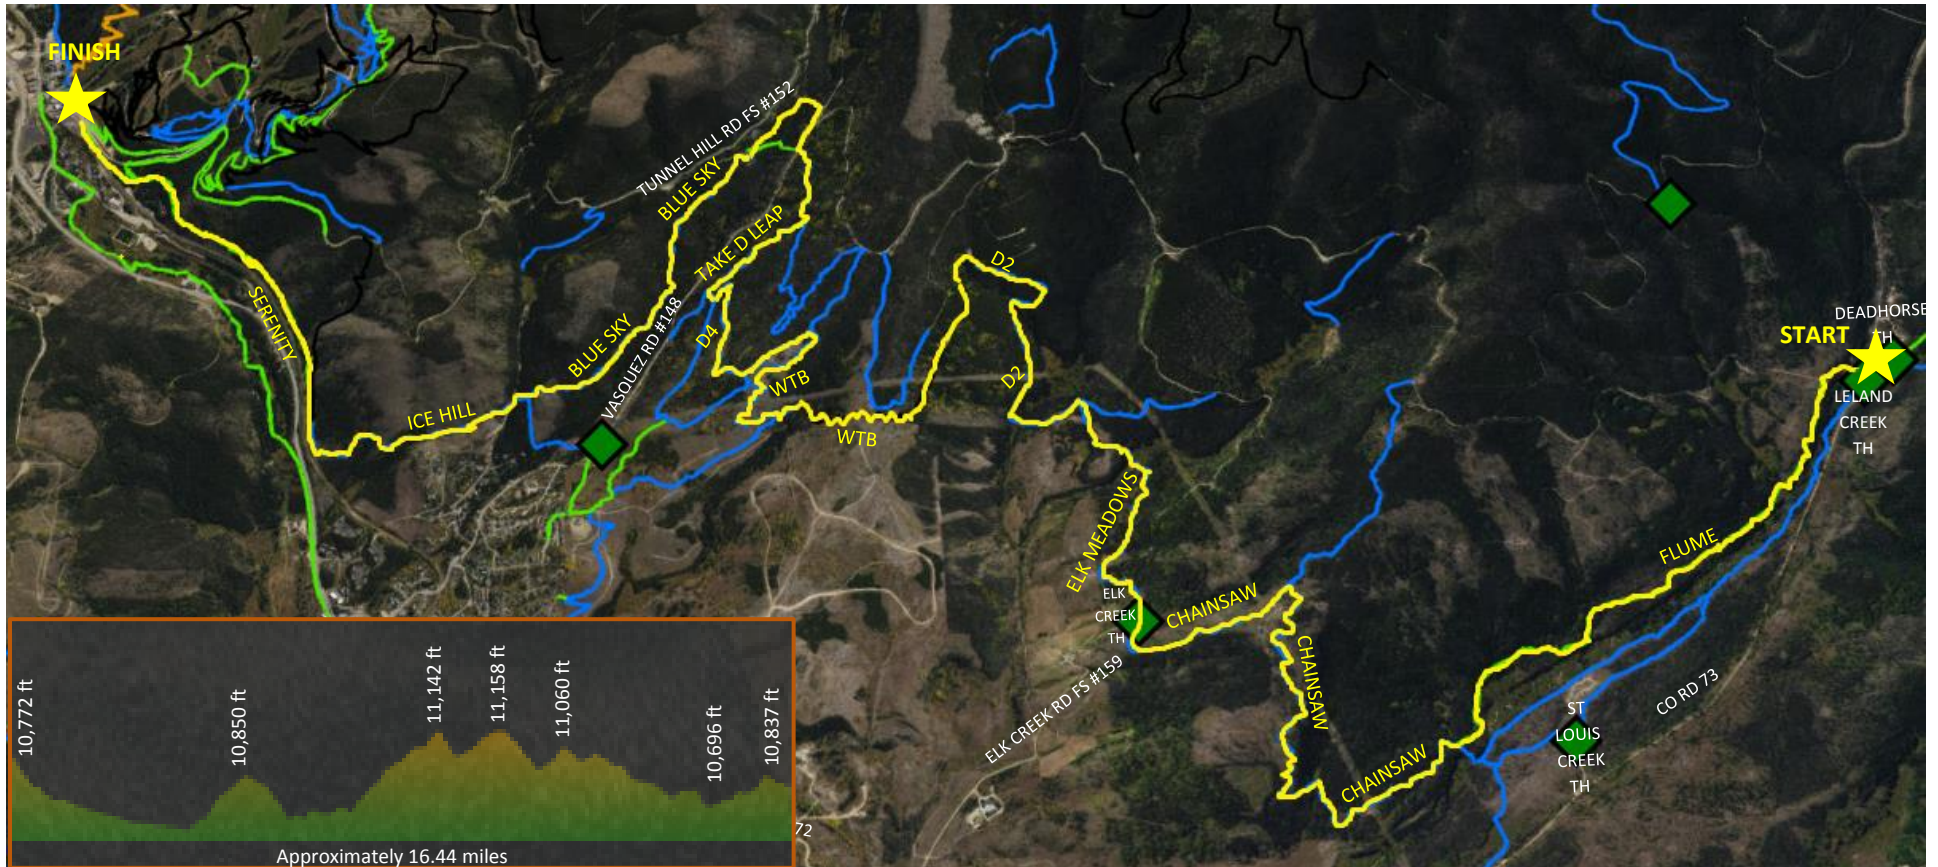 FINISH
TUNNEL HILL RD FS #152
BLUE SKY
TAKE D LEAP
D2
SERENITY
BLUE SKY
VASQUEZ RD #148
D4
WTB
D2
ICE HILL
WTB
DEADHORSE
TH
START
LELAND
CREEK
TH
ELK MEADOWS
FLUME
ELK
CREEK
TH
CHAINSAW
CHAINSAW
ELK CREEK RD FS #159
CO RD 73
ST
LOUIS
CREEK
TH
CHAINSAW
72
10,772 ft
10,850 ft
11,142 ft
11,158 ft
11,060 ft
10,696 ft
10,837 ft
Approximately 16.44 miles